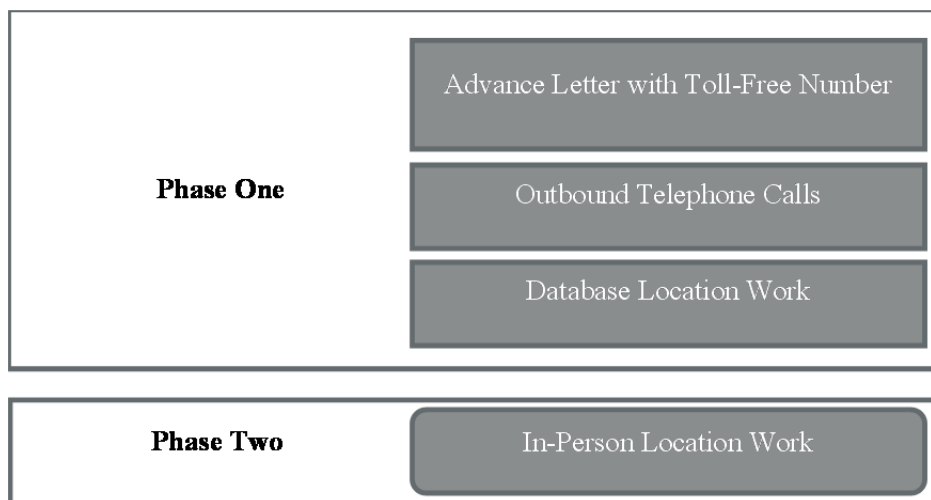 Advance Letter with Toll-Free Number
Phase One
Outbound Telephone Calls
Database Location Work
Phase Two
In-Person Location Work